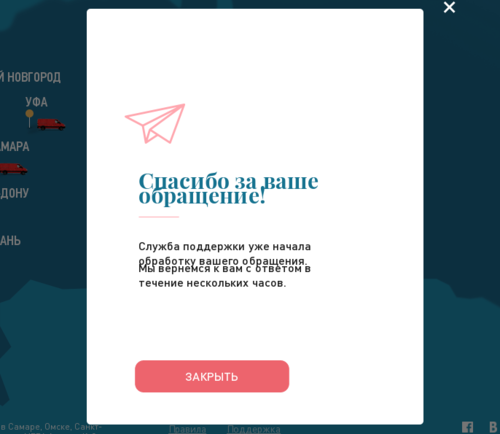 Й НОВГОРОД
УФА
АМАРА
ДОНУ
АНЬ
Спасибо за ваше
обращение!
Служба поддержки уже начала
обработку вашего обращения.
Мы вернемся к вам с ответом в
течение нескольких часов.
ЗАКРЫТЬ
в Самаре, Омске, Санкт-
Правила
Поддержка